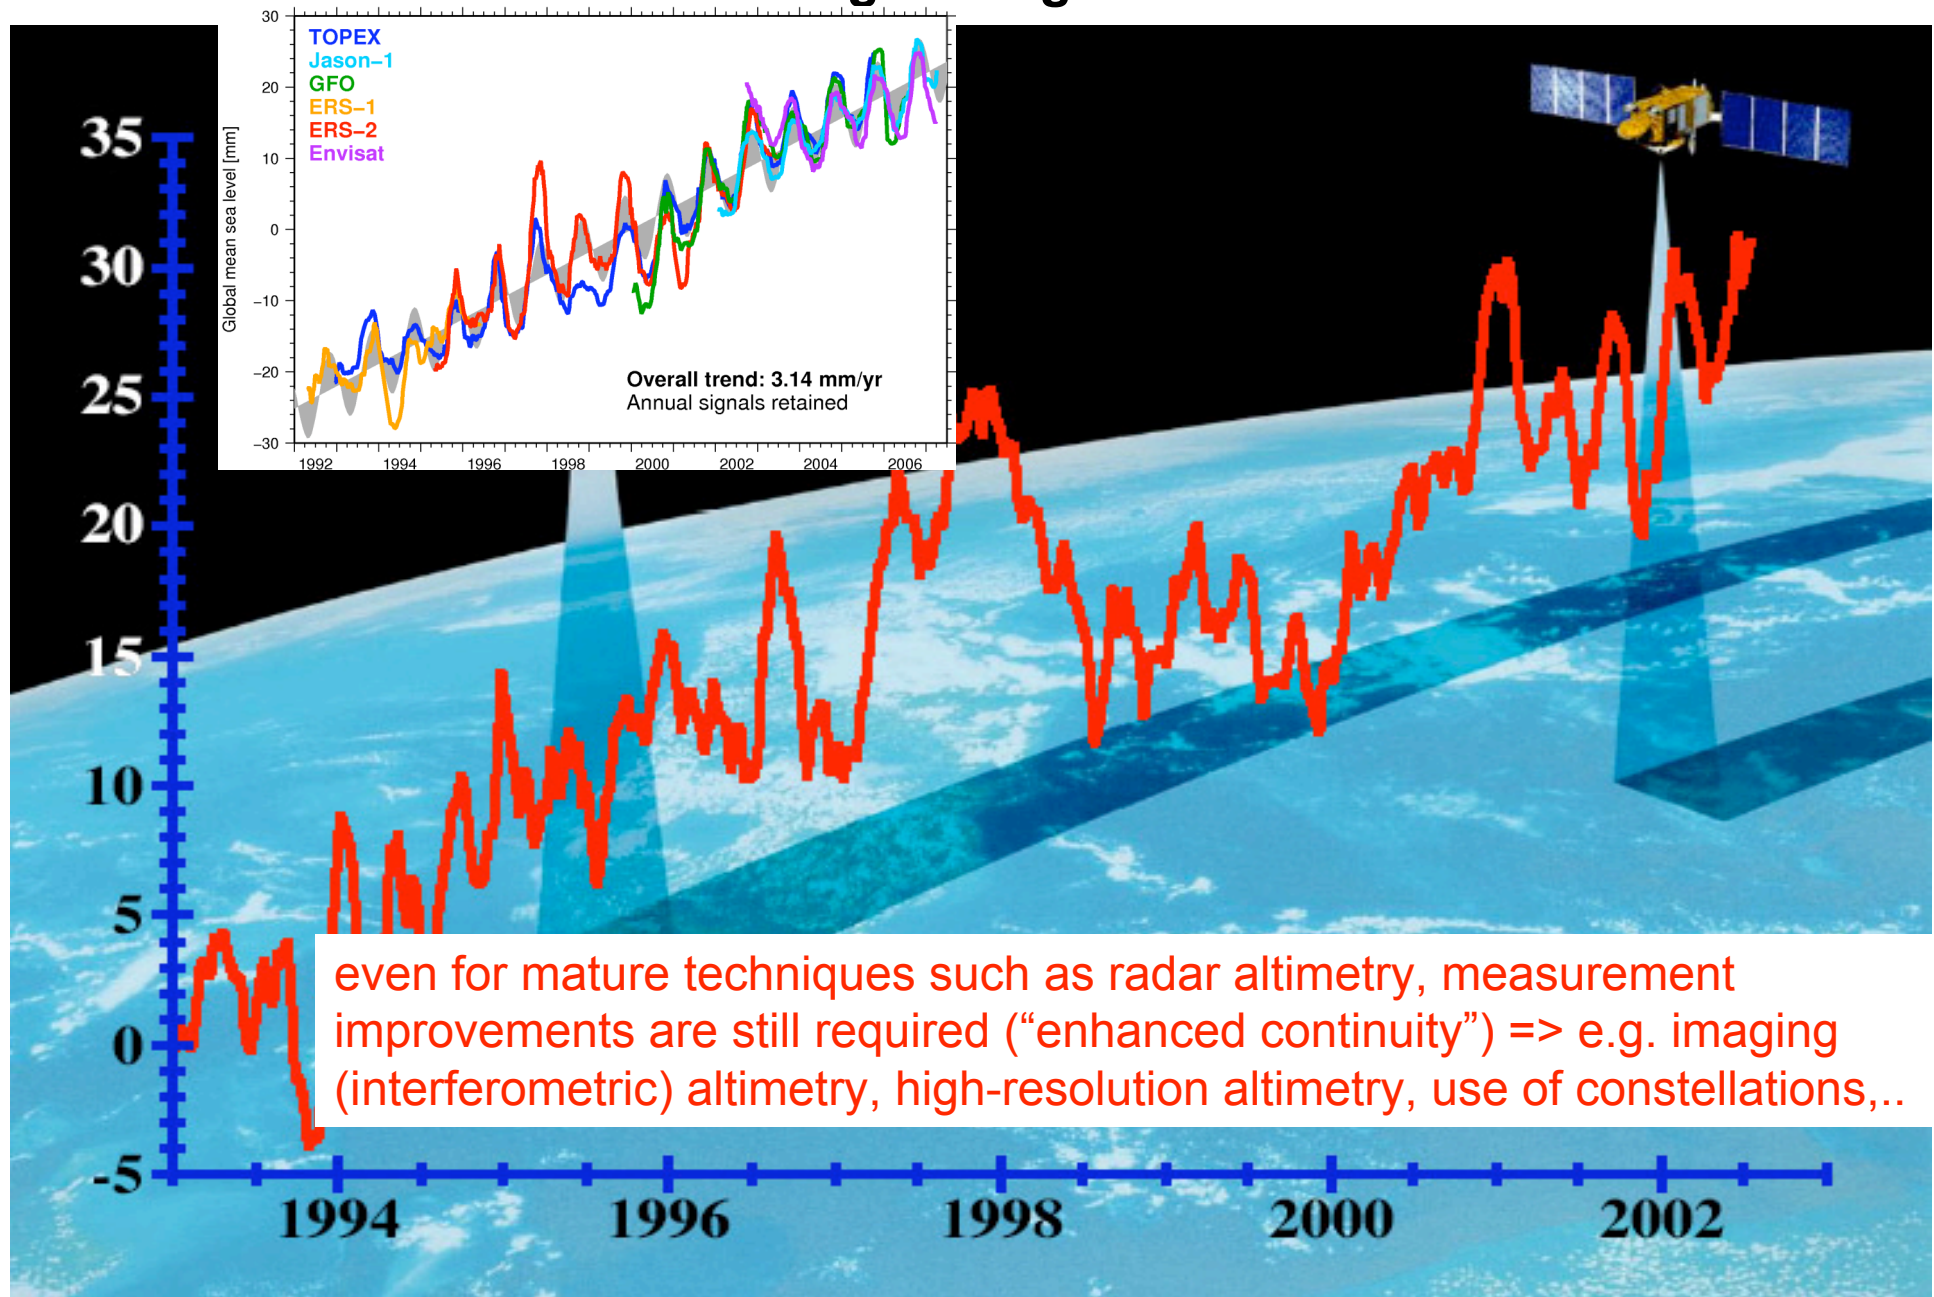 30
20
10
0
−10
−20
−30
Global mean sea level [mm]
TOPEX
Jason−1
GFO
ERS−1
ERS−2
Envisat
Overall trend: 3.14 mm/yr
Annual signals retained
1992 1994 1996 1998 2000 2002 2004 2006
35
30
25
20
15
10
5
0
-5
even for mature techniques such as radar altimetry, measurement
improvements are still required (“enhanced continuity”) => e.g. imaging
(interferometric) altimetry, high-resolution altimetry, use of constellations,..
1994 1996 1998 2000 2002